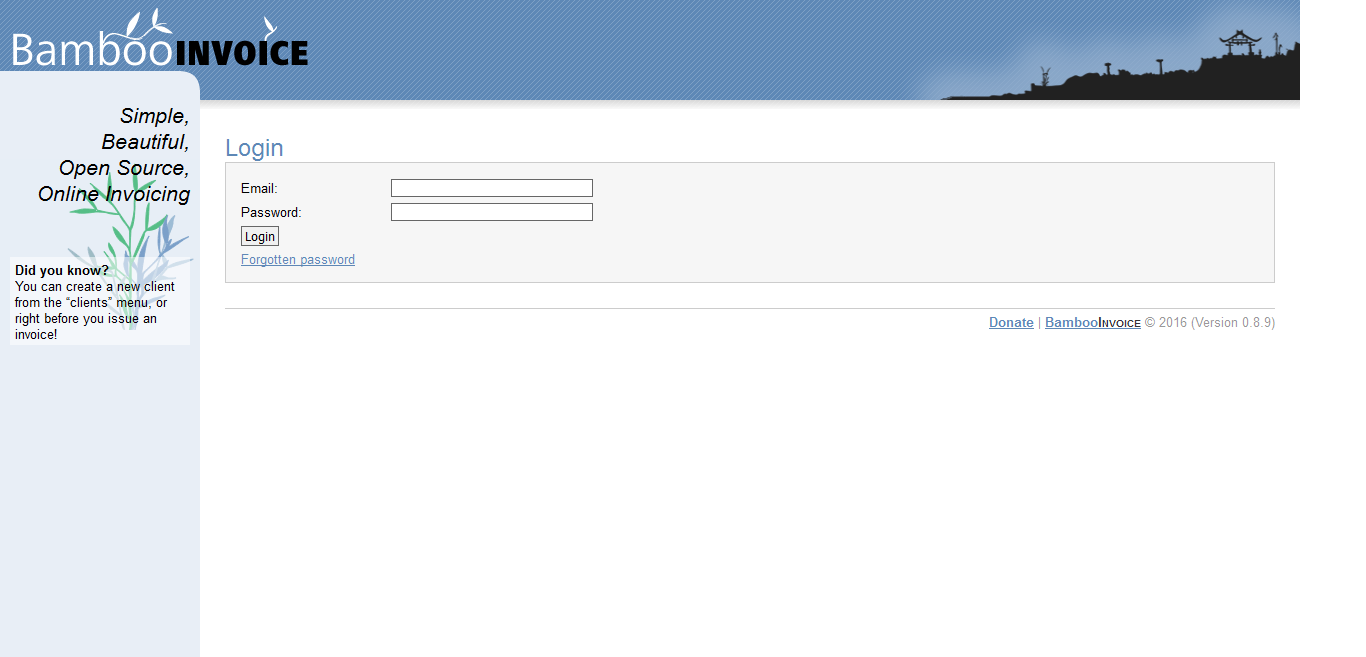 BambooINVOICE
Simple,
Beautiful,
Open Source,
Online Invoicing
Did you know?
You can create a new client
from the “clients” menu, or
right before you issue an
invoice!
Login
Email:
Password:
Login
Forgotten password
Donate | BambooINVOICE © 2016 (Version 0.8.9)